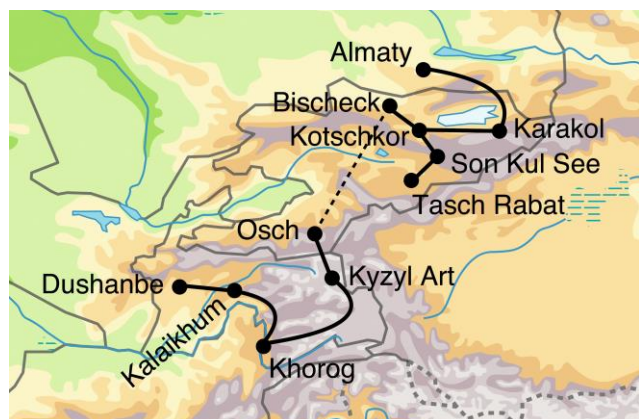 Almaty
Bischeck
Kotschkor
Karakol
Son Kul See
Tasch Rabat
Osch
Dushanbe
Kyzyl Art
Kalaikhum
Khorog